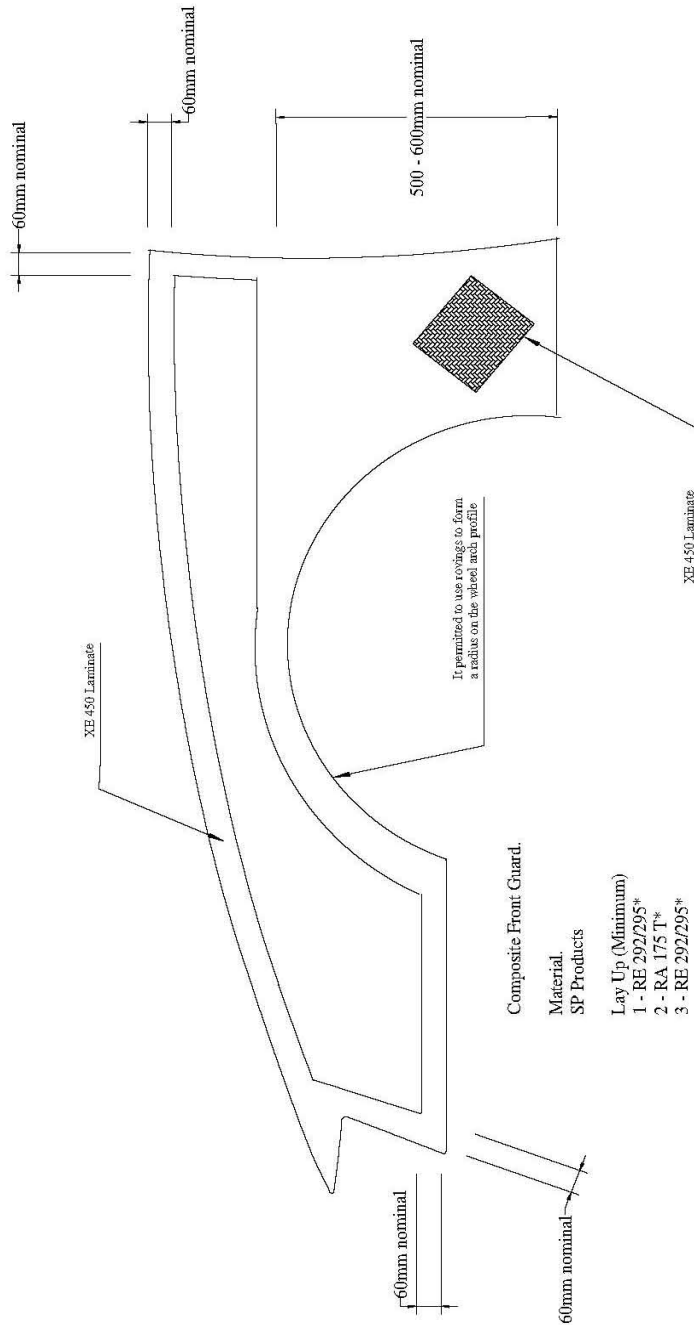 60mm nominal
60mm nominal
500 - 600mm nominal
XE 450 Laminate
It permitted to use rovings to form
a radius on the wheel arch profile
XE 450 Laminate
Composite Front Guard.
Material.
SP Products
Lay Up (Minimum)
1 - RE 292/295*
2 - RA 175 T*
3 - RE 292/295*
60mm nominal
60mm nominal